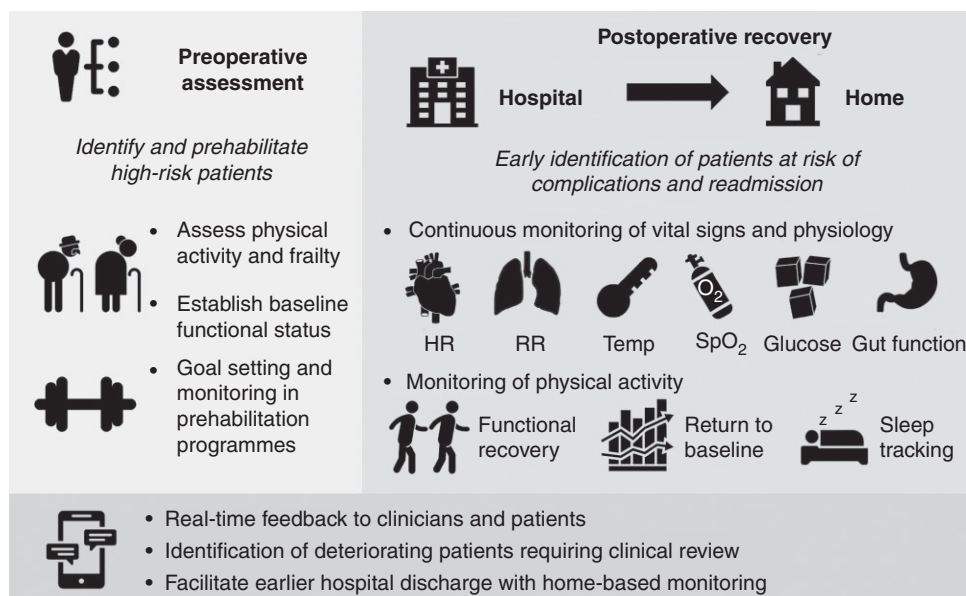 Preoperative
assessment
Identify and prehabilitate
high-risk patients
• Assess physical
activity and frailty
• Establish baseline
functional status
• Goal setting and
monitoring in
prehabilitation
programmes
Postoperative recovery
Hospital
Home
Early identification of patients at risk of
complications and readmission
• Continuous monitoring of vital signs and physiology
O₂
HR RR Temp SpO₂ Glucose Gut function
• Monitoring of physical activity
Functional
recovery
Return to
baseline
z z z
Sleep
tracking
• Real-time feedback to clinicians and patients
• Identification of deteriorating patients requiring clinical review
• Facilitate earlier hospital discharge with home-based monitoring